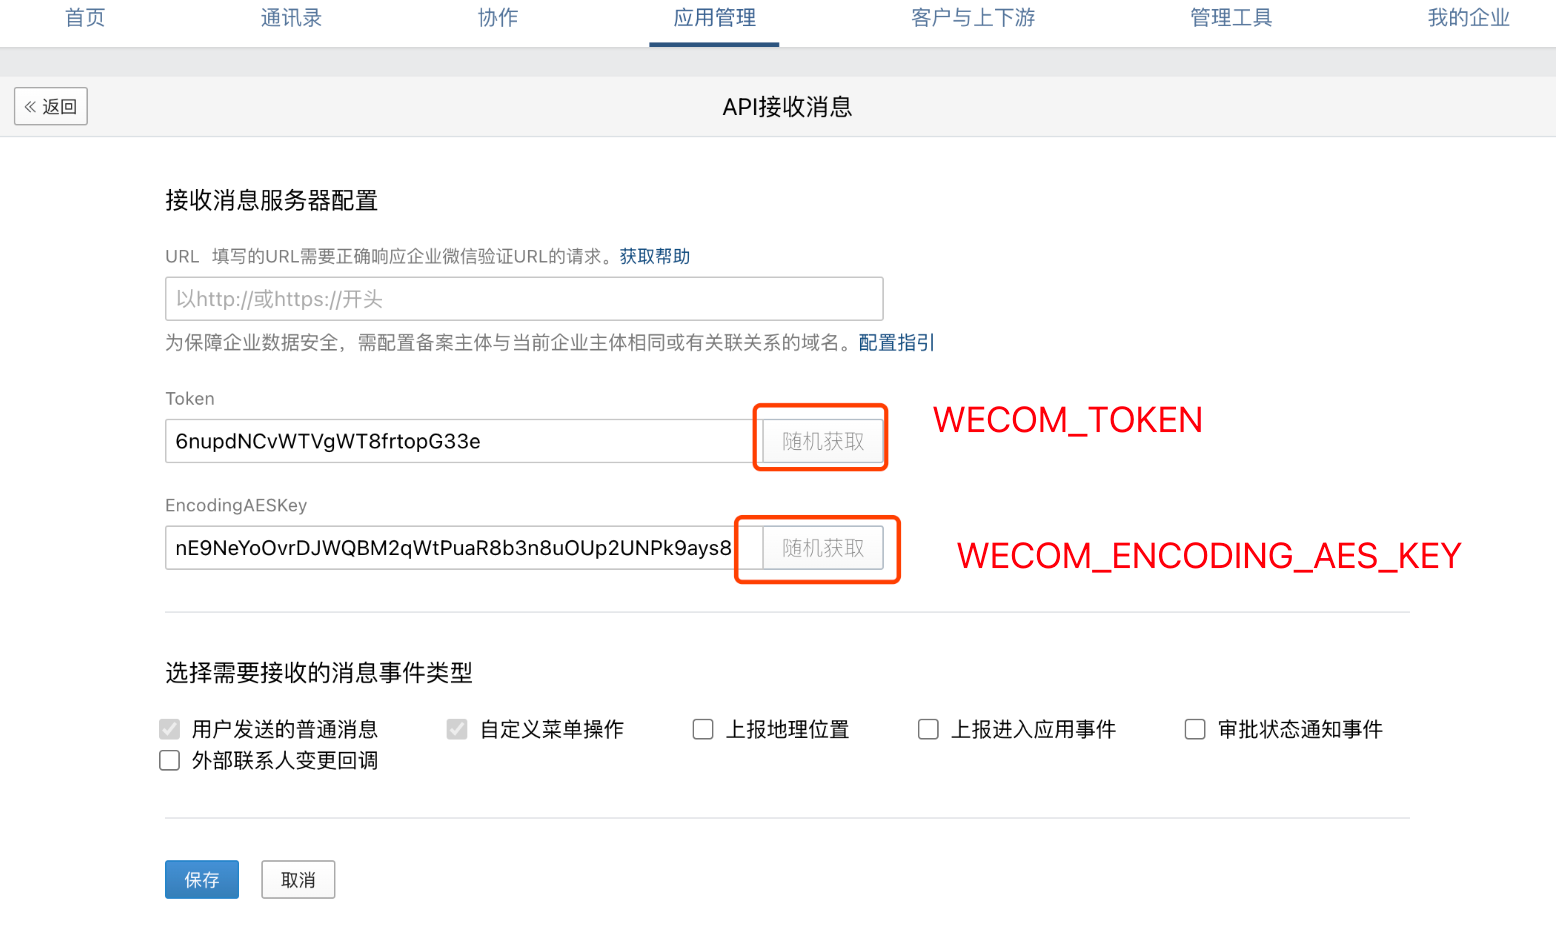 首页 通讯录 协作 应用管理 客户与上下游 管理工具 我的企业
« 返回 API接收消息
接收消息服务器配置
URL 填写的URL需要正确响应企业微信验证URL的请求。获取帮助
以http://或https://开头
为保障企业数据安全，需配置备案主体与当前企业主体相同或有关联关系的域名。配置指引
Token
6nupdNCvWTVgWT8frtopG33e 随机获取 WECOM_TOKEN
EncodingAESKey
nE9NeYoOvrDJWQBM2qWtPuaR8b3n8uOUp2UNPk9ays8 随机获取 WECOM_ENCODING_AES_KEY
选择需要接收的消息事件类型
用户发送的普通消息 自定义菜单操作 上报地理位置 上报进入应用事件 审批状态通知事件
外部联系人变更回调
保存 取消